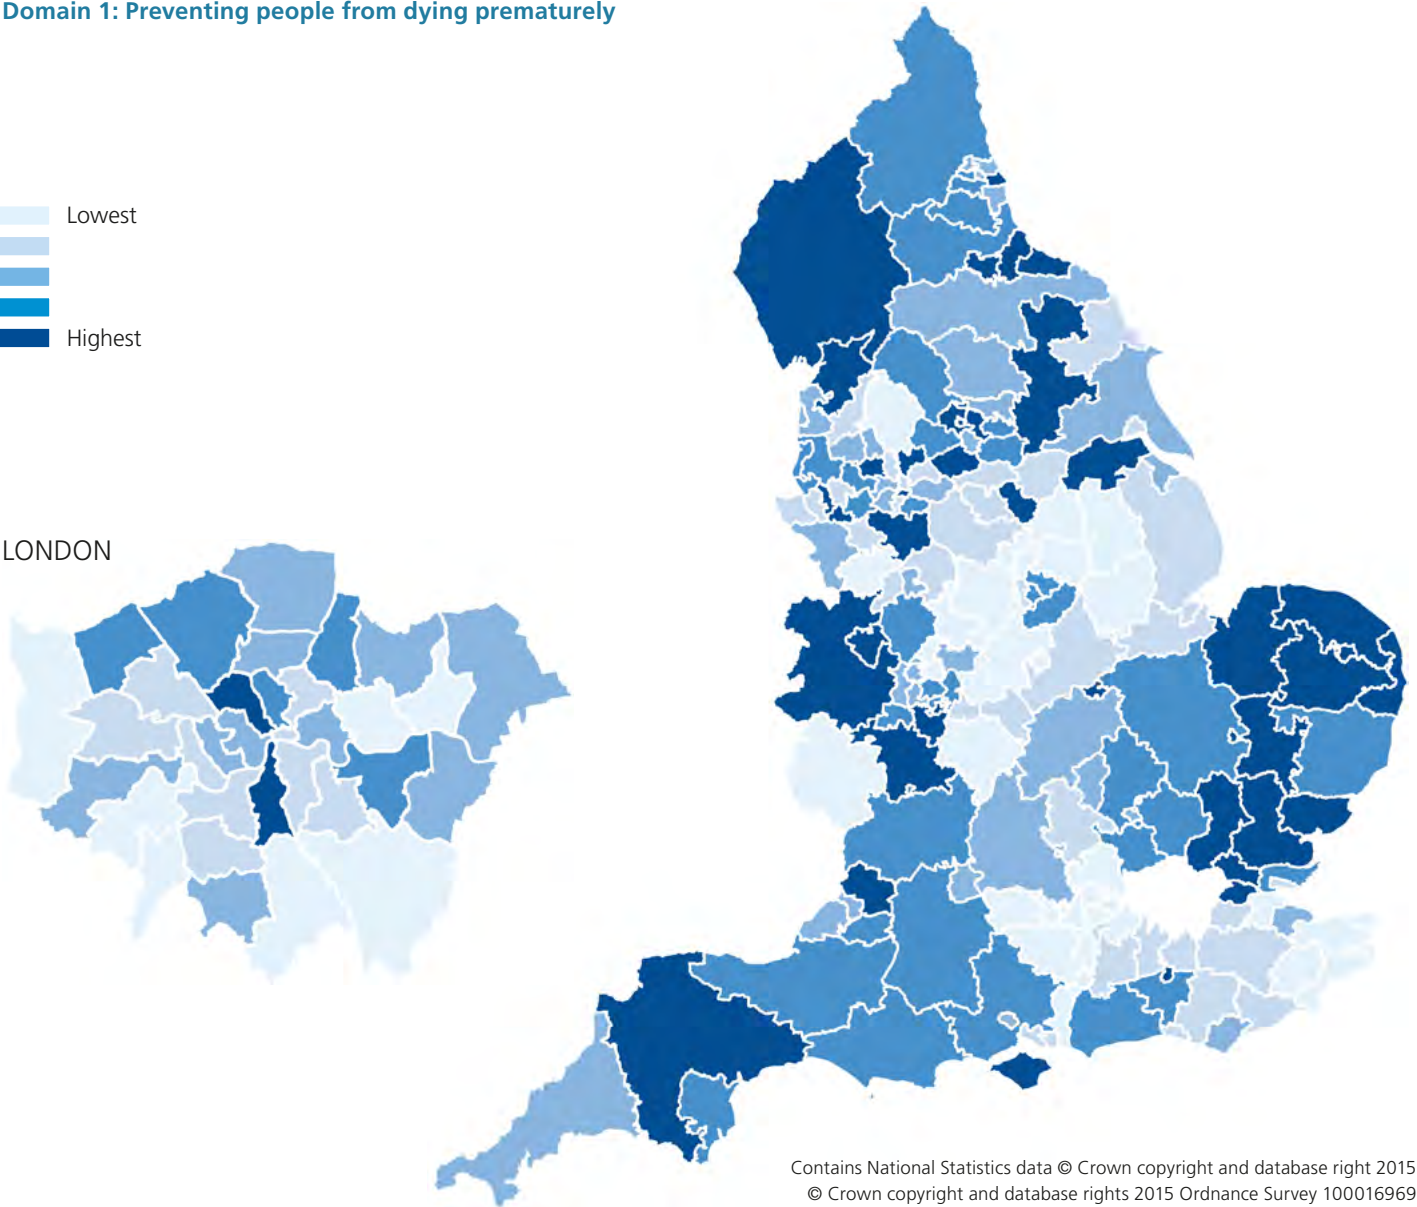 Domain 1: Preventing people from dying prematurely
Lowest
Highest
LONDON
Contains National Statistics data © Crown copyright and database right 2015
© Crown copyright and database rights 2015 Ordnance Survey 100016969